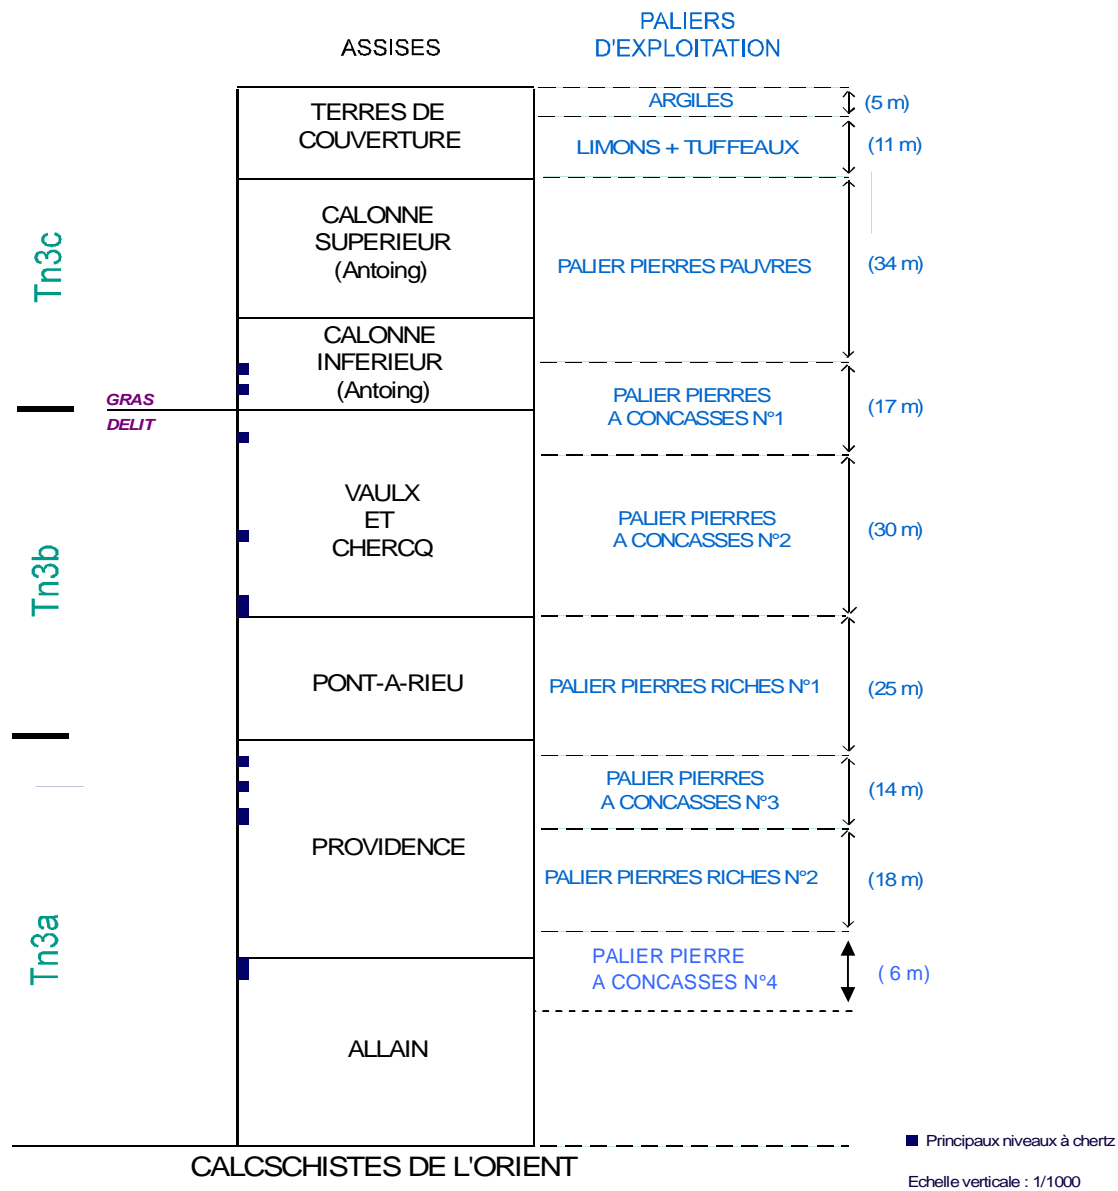 ASSISES
PALIERS
D'EXPLOITATION
TERRES DE
COUVERTURE
ARGILES
(5 m)
LIMONS + TUFFEAUX
(11 m)
Tn3c
CALONNE
SUPERIEUR
(Antoing)
PALIER PIERRES PAUVRES
(34 m)
CALONNE
INFERIEUR
(Antoing)
GRAS
DELIT
PALIER PIERRES
A CONCASSES N°1
(17 m)
Tn3b
VAULX
ET
CHERCQ
PALIER PIERRES
A CONCASSES N°2
(30 m)
PONT-A-RIEU
PALIER PIERRES RICHES N°1
(25 m)
Tn3a
PROVIDENCE
PALIER PIERRES
A CONCASSES N°3
(14 m)
PALIER PIERRES RICHES N°2
(18 m)
PALIER PIERRE
A CONCASSES N°4
( 6 m)
ALLAIN
CALCSCHISTES DE L'ORIENT
Principaux niveaux à chertz
Echelle verticale : 1/1000